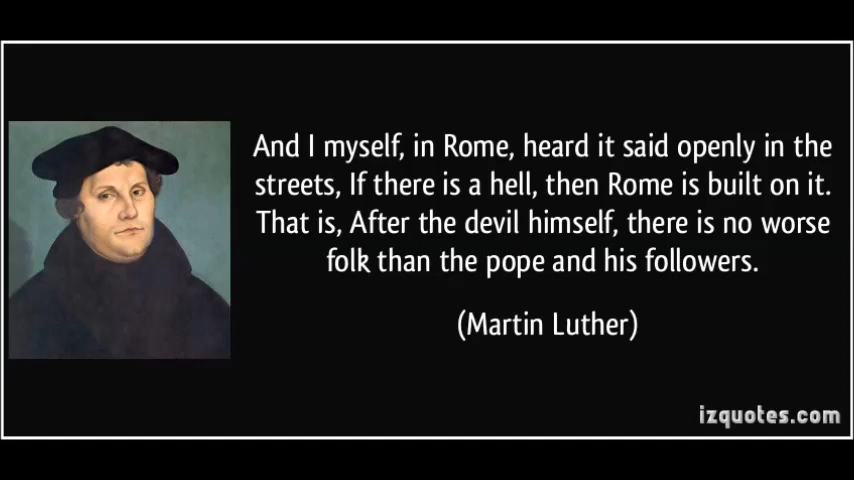 And I myself, in Rome, heard it said openly in the
streets, If there is a hell, then Rome is built on it.
That is, After the devil himself, there is no worse
folk than the pope and his followers.
(Martin Luther)
izquotes.com